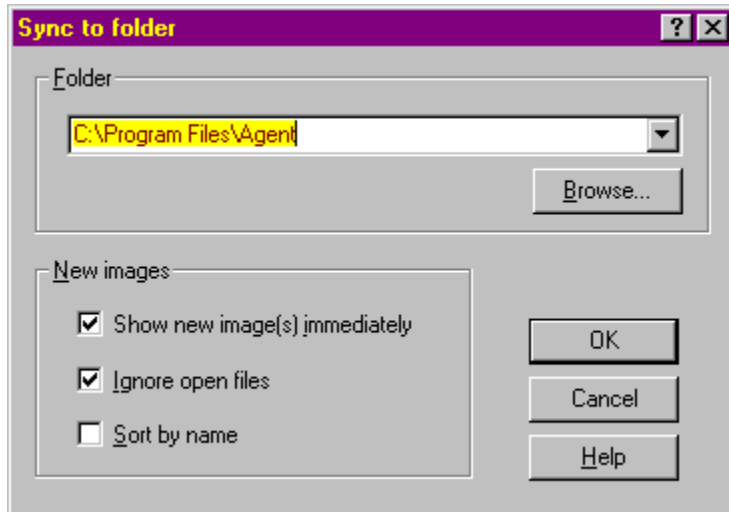 Sync to folder
Folder
C:\Program Files\Agent
Browse...
New images
Show new image(s) immediately
Ignore open files
Sort by name
OK
Cancel
Help